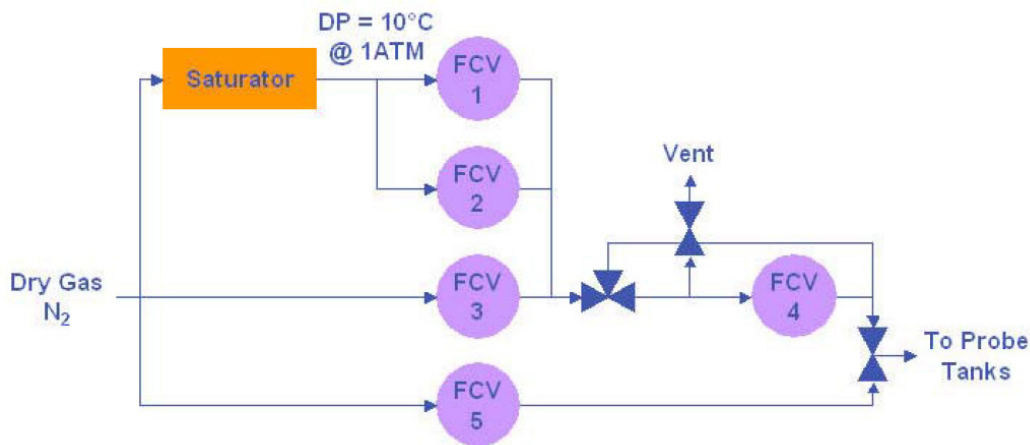 DP = 10°C
@ 1ATM
Saturator
FCV
1
FCV
2
Vent
Dry Gas
N₂
FCV
3
FCV
4
To Probe
Tanks
FCV
5